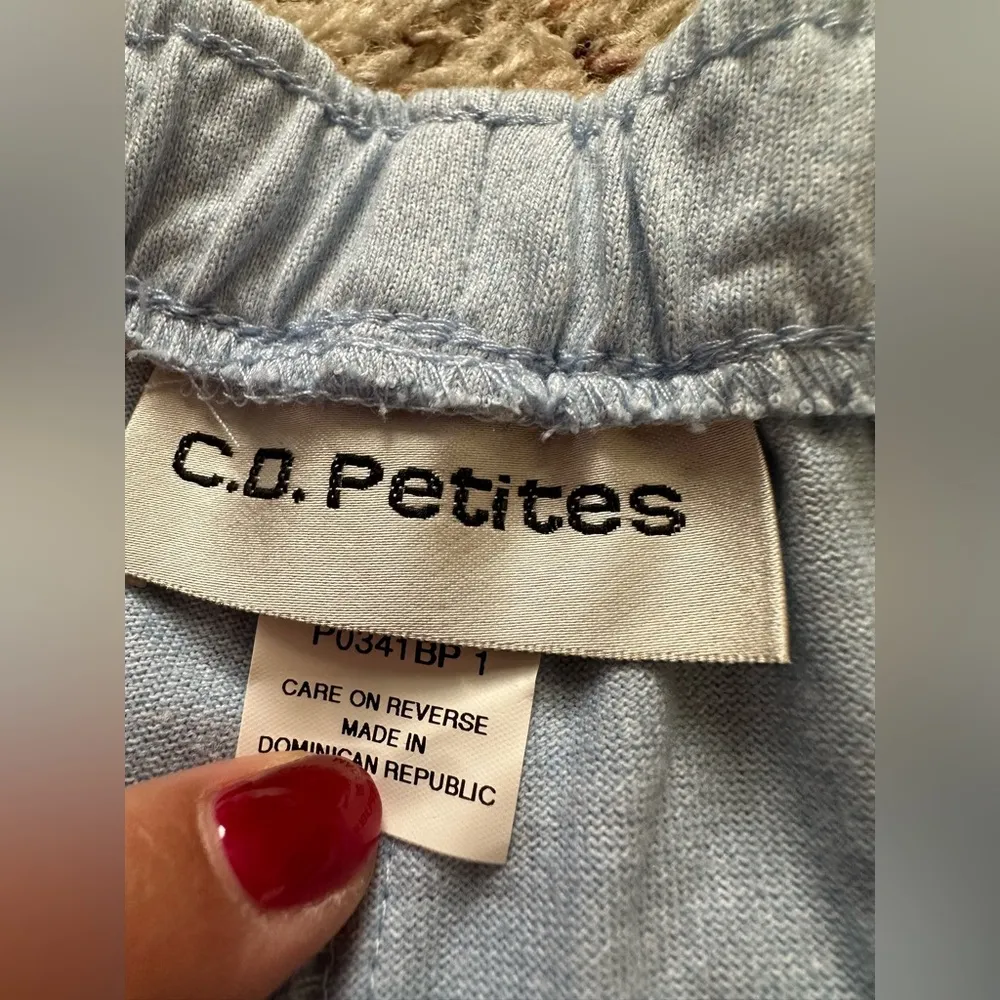 C.D. Petites
P0341BP 1
CARE ON REVERSE
MADE IN
DOMINICAN REPUBLIC